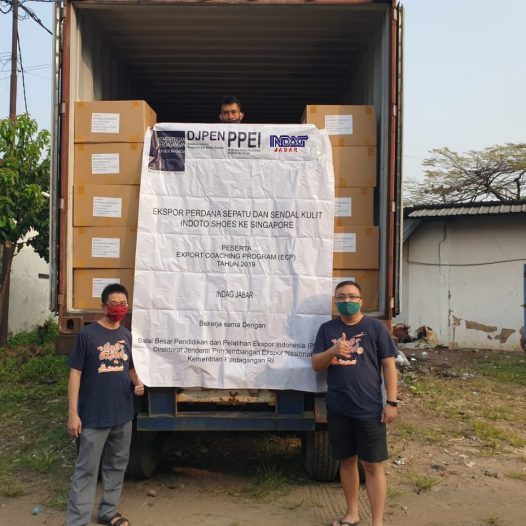 KEMENTERIAN
PERDAGANGAN
DJPEN PPEI
INDAG
JABAR
EKSPOR PERDANA SEPATU DAN SENDAL KULIT
INDOTO SHOES KE SINGAPORE
PESERTA
EXPORT COACHING PROGRAM (ECP)
TAHUN 2019
INDAG JABAR
Bekerja sama Dengan
Balai Besar Pendidikan dan Pelatihan Ekspor Indonesia
Direktorat Jenderal Pengembangan Ekspor Nasional
Kementrian Perdagangan RI